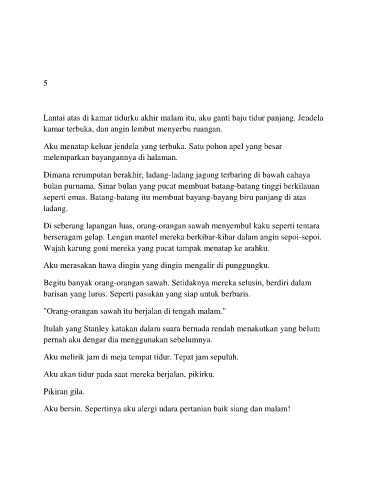 5
Lantai atas di kamar tidurku akhir malam itu, aku ganti baju tidur panjang. Jendela
kamar terbuka, dan angin lembut menyerbu ruangan.
Aku menatap keluar jendela yang terbuka. Satu pohon apel yang besar
melemparkan bayangannya di halaman.
Dimana rerumputan berakhir, ladang-ladang jagung terbaring di bawah cahaya
bulan purnama. Sinar bulan yang pucat membuat batang-batang tinggi berkilauan
seperti emas. Batang-batang itu membuat bayang-bayang biru panjang di atas
ladang.
Di seberang lapangan luas, orang-orangan sawah menyembul kaku seperti tentara
berseragam gelap. Lengan mantel mereka berkibar-kibar dalam angin sepoi-sepoi.
Wajah karung goni mereka yang pucat tampak menatap ke arahku.
Aku merasakan hawa dingin yang dingin mengalir di punggungku.
Begitu banyak orang-orangan sawah. Setidaknya mereka selusin, berdiri dalam
barisan yang lurus. Seperti pasukan yang siap untuk berbaris.
"Orang-orangan sawah itu berjalan di tengah malam."
Itulah yang Stanley katakan dalam suara bernada rendah menakutkan yang belum
pernah aku dengar dia menggunakan sebelumnya.
Aku melirik jam di meja tempat tidur. Tepat jam sepuluh.
Aku akan tidur pada saat mereka berjalan, pikirku.
Pikiran gila.
Aku bersin. Sepertinya aku alergi udara pertanian baik siang dan malam!